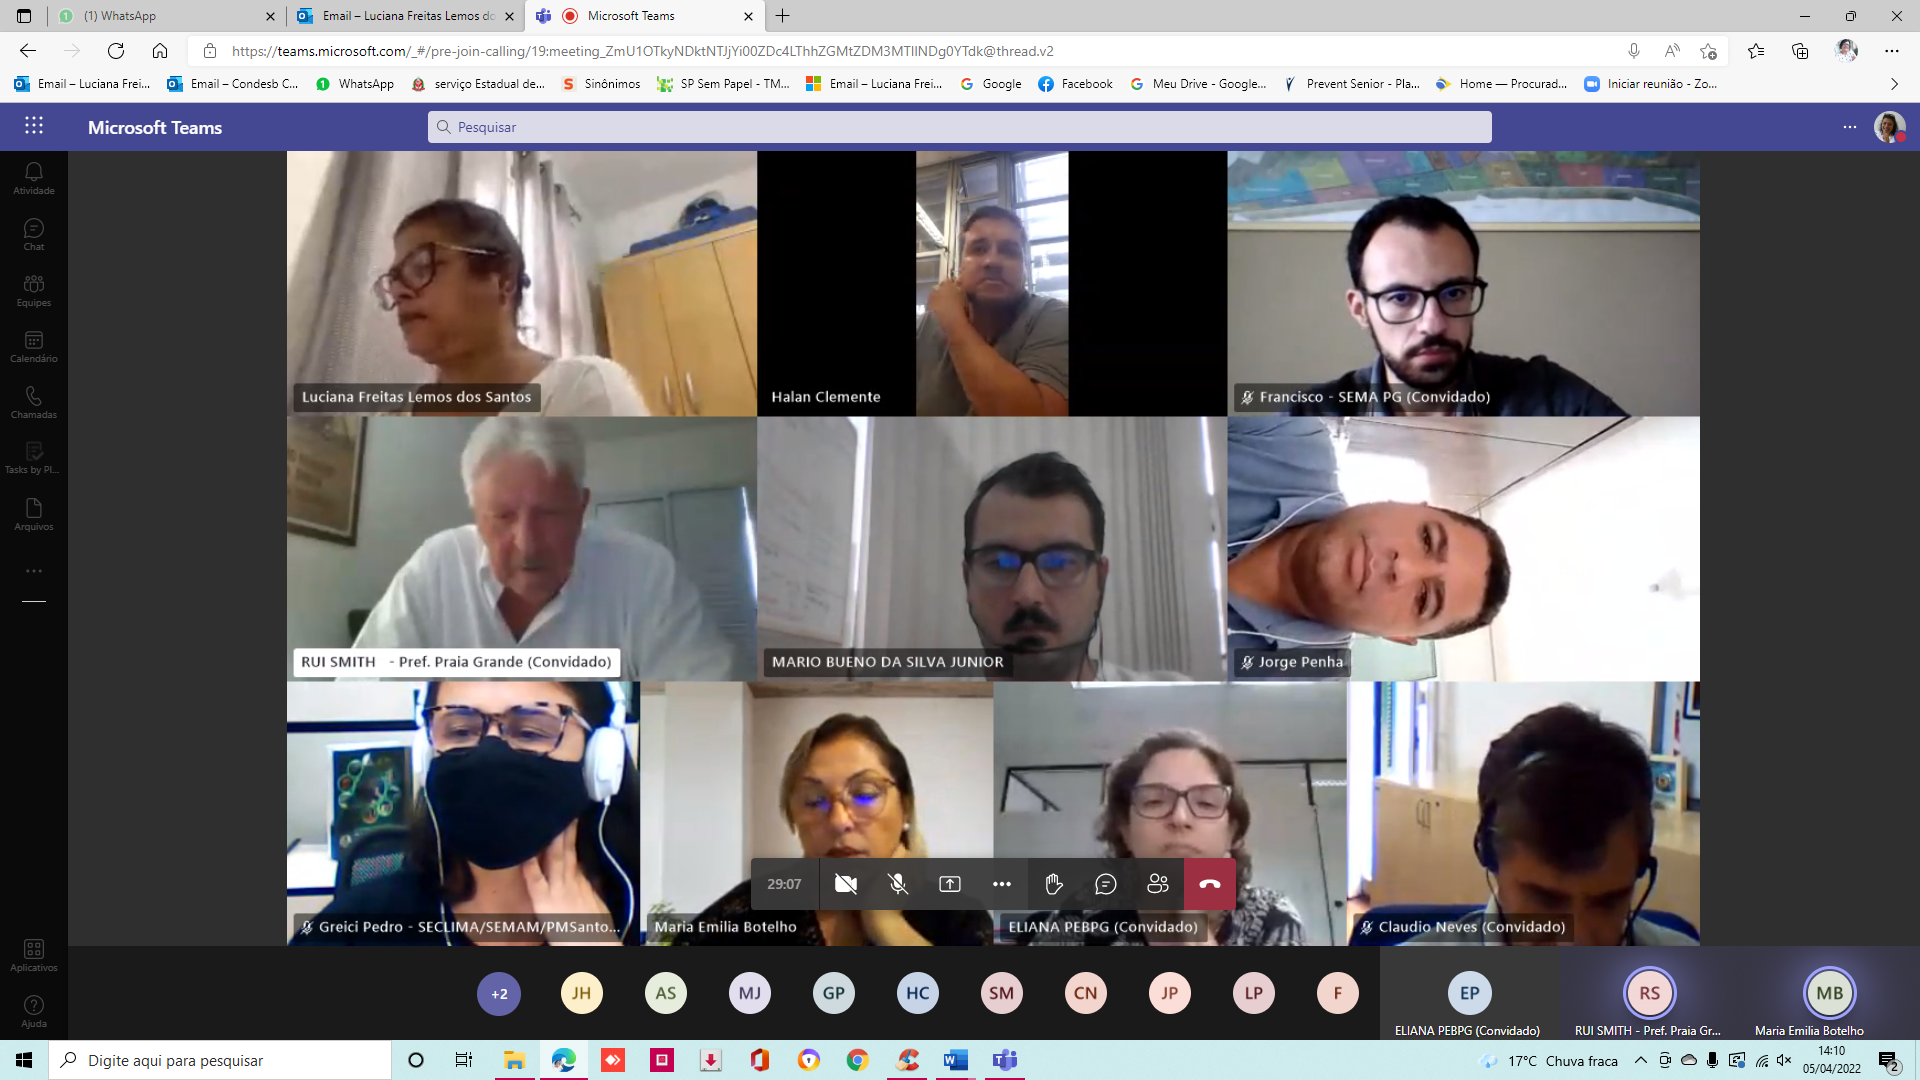 (1) WhatsApp
Email – Luciana Freitas Lemos do
Microsoft Teams
https://teams.microsoft.com/_#/pre-join-calling/19:meeting_ZmU1OTkyNDktNTJjYi00ZDc4LThhZGMtZDM3MTllNDg0YTdk@thread.v2
Email – Luciana Frei...
Email – Condesb C...
WhatsApp
serviço Estadual de...
Sinônimos
SP Sem Papel - TM...
Email – Luciana Frei...
Google
Facebook
Meu Drive - Google...
Prevent Senior - Pla...
Home — Procurad...
Iniciar reunião - Zo...
Microsoft Teams
Pesquisar
Atividade
Chat
Equipes
Calendário
Chamadas
Tasks by Pl...
Arquivos
Aplicativos
Ajuda
Luciana Freitas Lemos dos Santos
Halan Clemente
Francisco - SEMA PG (Convidado)
RUI SMITH - Pref. Praia Grande (Convidado)
MARIO BUENO DA SILVA JUNIOR
Jorge Penha
Greici Pedro - SECLIMA/SEMAM/PMSanto...
Maria Emilia Botelho
ELIANA PEBPG (Convidado)
Claudio Neves (Convidado)
29:07
+2
JH
AS
MJ
GP
HC
SM
CN
JP
LP
F
EP
RS
MB
ELIANA PEBPG (Convidado)
RUI SMITH - Pref. Praia Gr...
Maria Emilia Botelho
Digite aqui para pesquisar
17°C Chuva fraca
14:10
05/04/2022
2